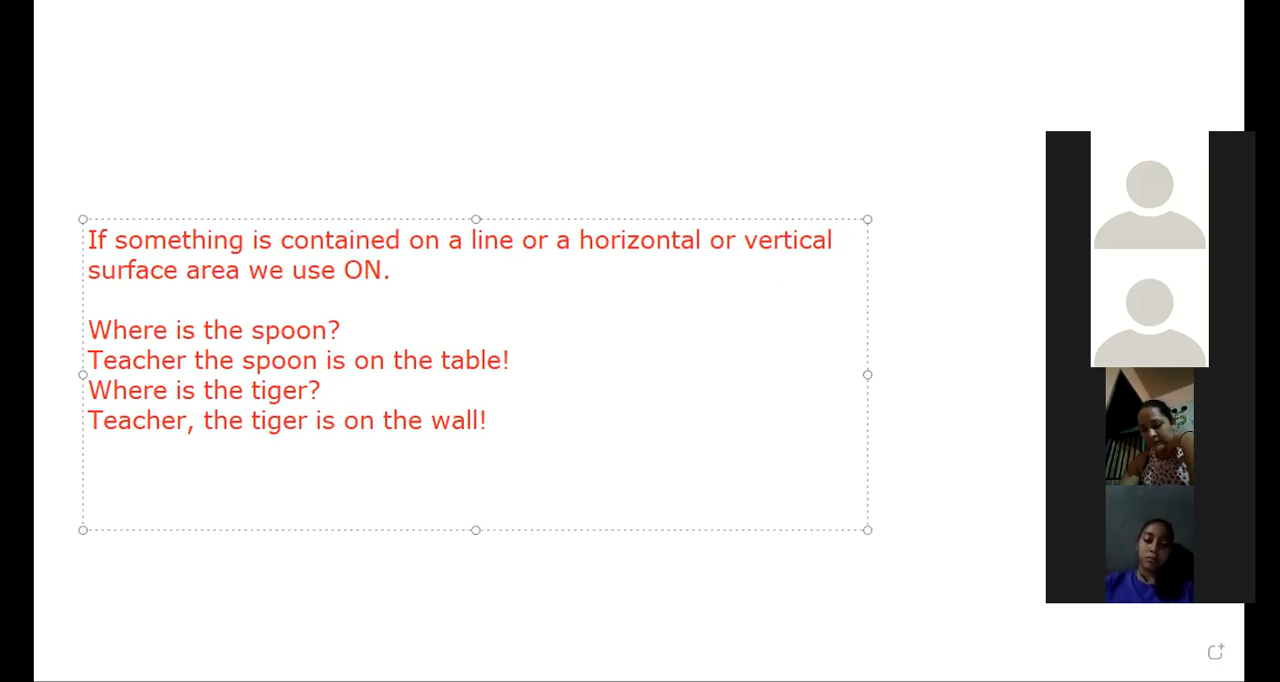 If something is contained on a line or a horizontal or vertical
surface area we use ON.
Where is the spoon?
Teacher the spoon is on the table!
Where is the tiger?
Teacher, the tiger is on the wall!